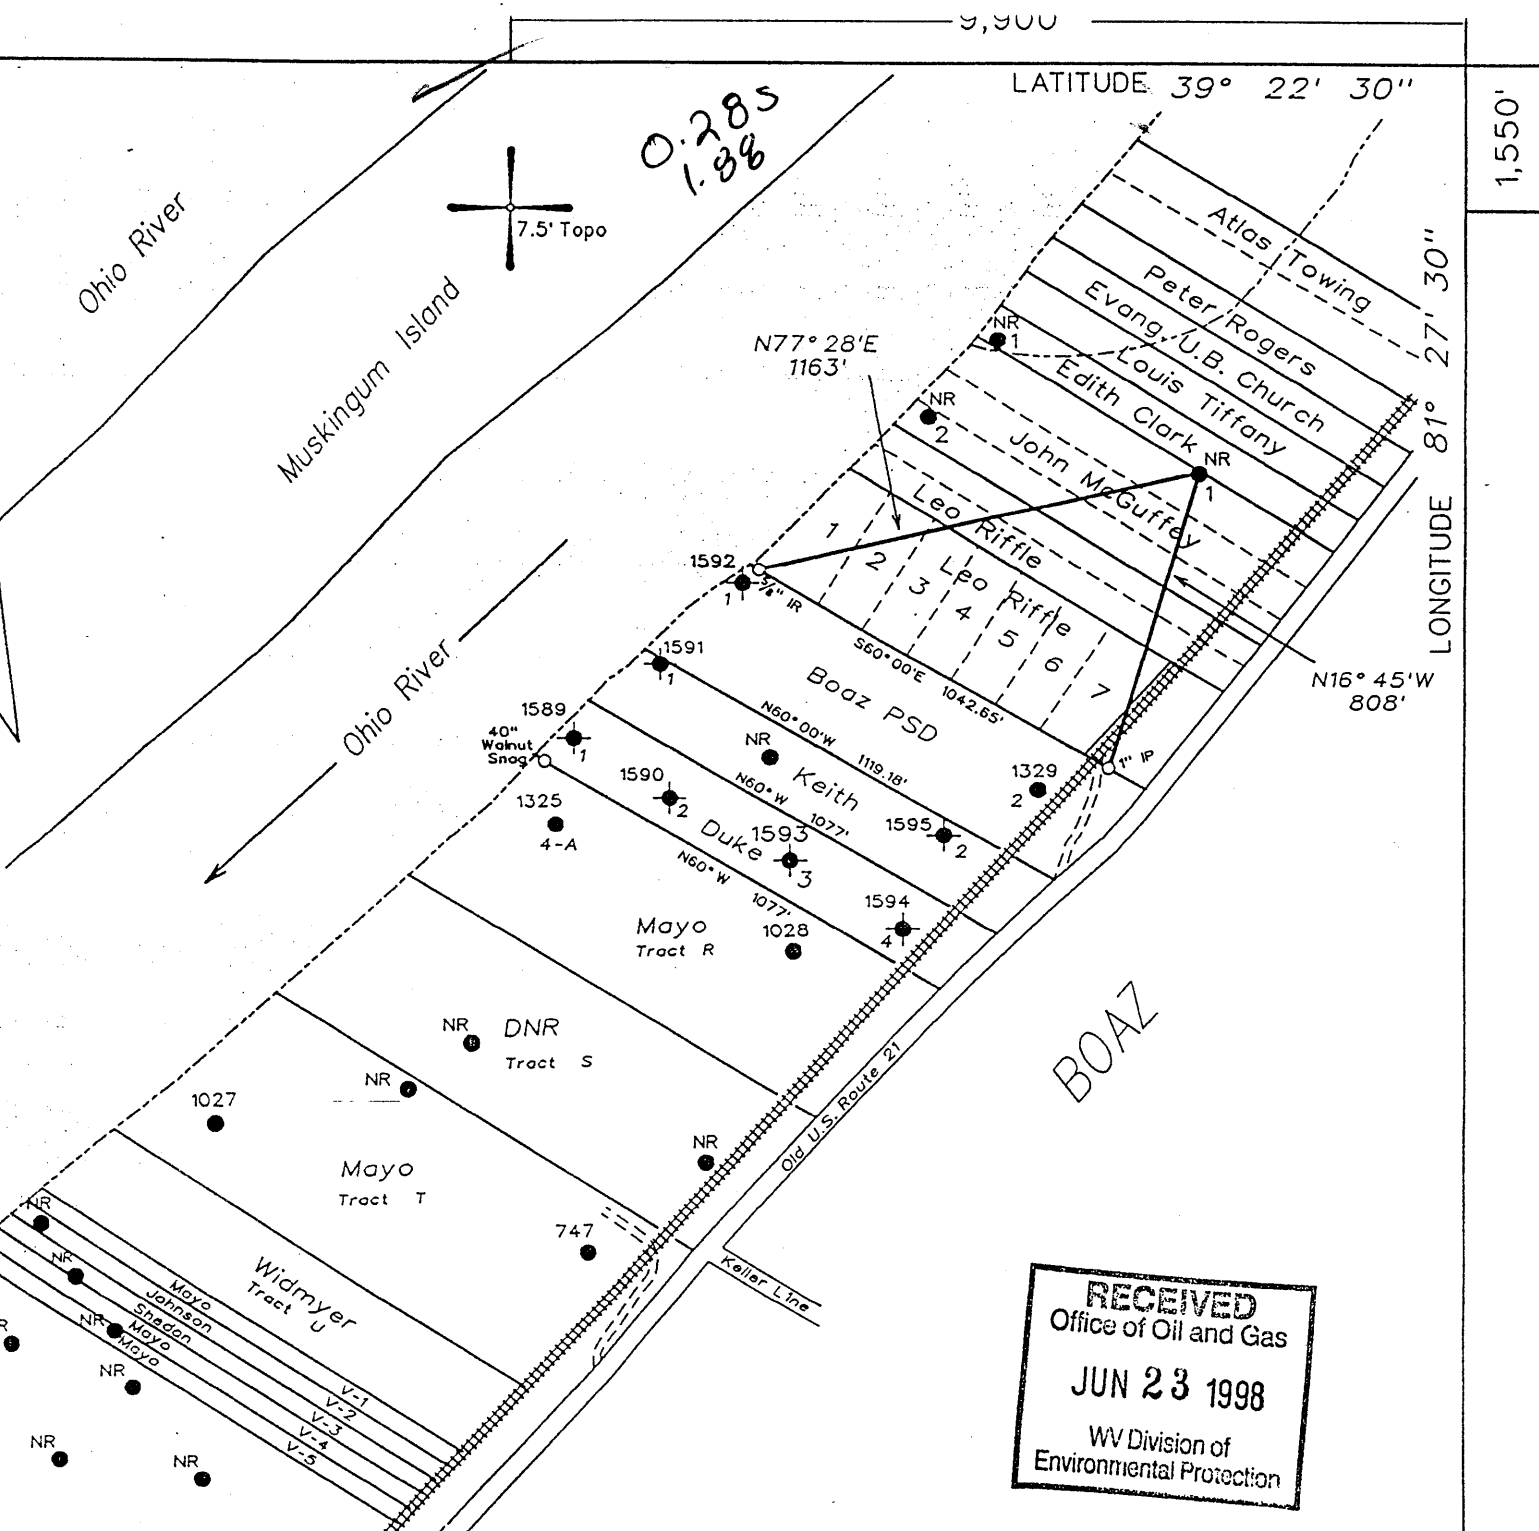 9,900
LATITUDE 39° 22' 30"
1,550'
0.285
1.88
Ohio River
7.5' Topo
Muskingum Island
Atlas Towing
Peter Rogers
Evang. U.B. Church
Louis Tiffany
Edith Clark
John McGuffey
Leo Riffle
Leo Riffle
LONGITUDE 81° 27' 30"
NR
1
NR
2
NR
1
N77° 28'E
1163'
1
2
3
4
5
6
7
1592
1
5/8" IR
S60° 00'E 1042.65'
N16° 45'W
808'
1591
1
Boaz PSD
N60° 00'W 1119.18'
1" IP
1329
2
Ohio River
1589
1
40"
Walnut
Snag
NR
Keith
N60° W 1077'
1595
2
1590
2
Duke
1593
3
N60° W 1077'
1594
4
1325
4-A
Mayo
Tract R
1028
NR
DNR
Tract S
NR
1027
NR
Mayo
Tract T
747
Old U.S. Route 21
BOAZ
Keller Line
Widmyer
Tract U
NR
NR
NR
NR
NR
NR
Mayo
Johnson
Shedan
Mayo
Mayo
V-1
V-2
V-3
V-4
V-5
RECEIVED
Office of Oil and Gas
JUN 23 1998
WV Division of
Environmental Protection